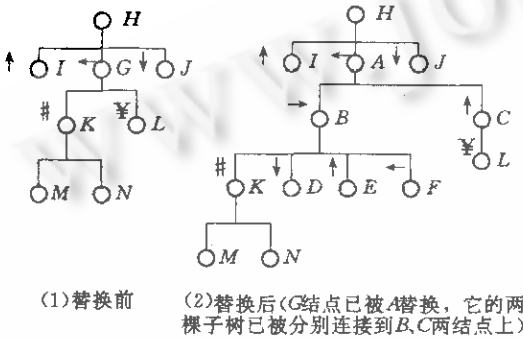 H H
↑ I ← G ↓ J ↑ I ← A ↓ J
# K ¥ L → B ↑ C
M N # K ↓ D ↑ E ← F ¥ L
M N
(1)替换前 (2)替换后(G结点已被A替换，它的两
棵子树已被分别连接到B、C两结点上)